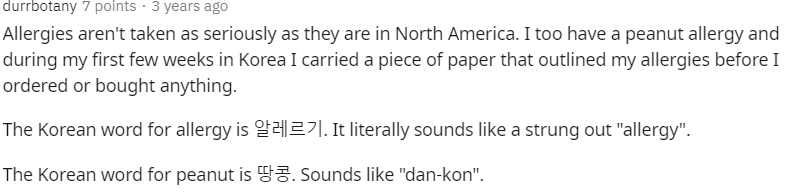 durrbotany 7 points · 3 years ago
Allergies aren't taken as seriously as they are in North America. I too have a peanut allergy and
during my first few weeks in Korea I carried a piece of paper that outlined my allergies before I
ordered or bought anything.
The Korean word for allergy is 알레르기. It literally sounds like a strung out "allergy".
The Korean word for peanut is 땅콩. Sounds like "dan-kon".